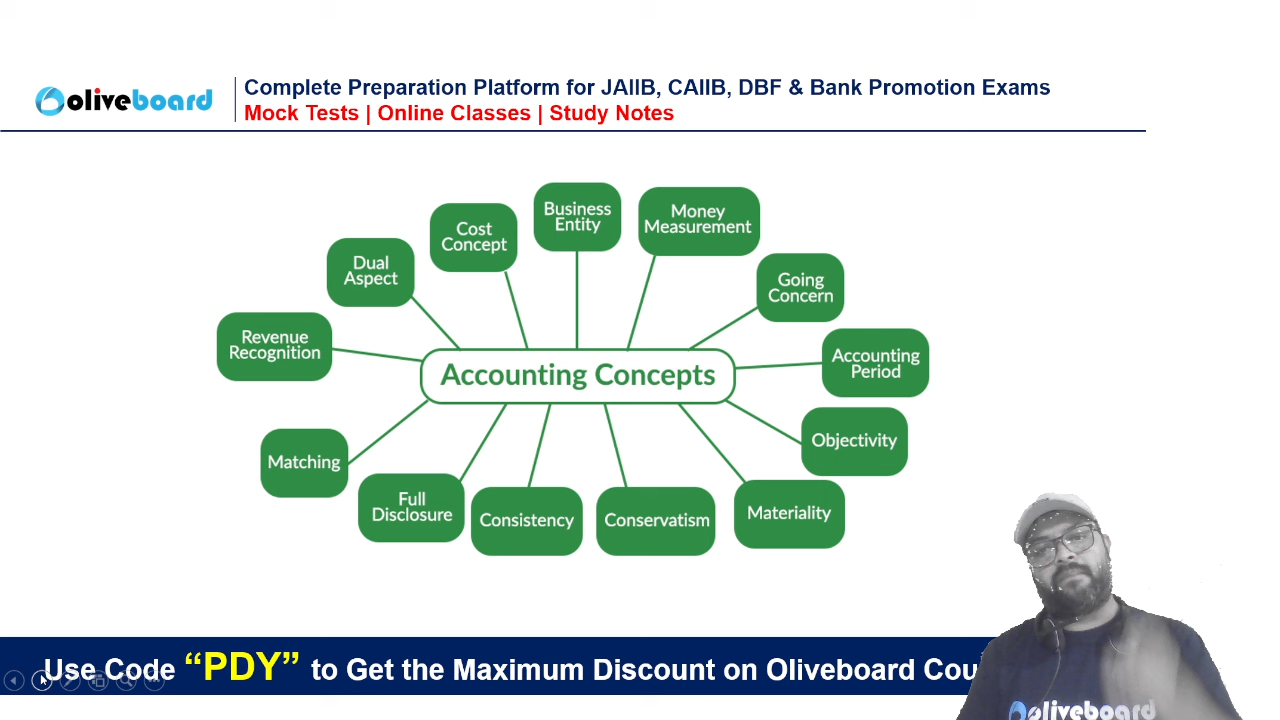 oliveboard
Complete Preparation Platform for JAIIB, CAIIB, DBF & Bank Promotion Exams
Mock Tests | Online Classes | Study Notes
Business
Entity
Money
Measurement
Cost
Concept
Dual
Aspect
Going
Concern
Revenue
Recognition
Accounting
Period
Accounting Concepts
Objectivity
Matching
Full
Disclosure
Consistency
Conservatism
Materiality
Use Code “PDY” to Get the Maximum Discount on Oliveboard Cou
oliveboard